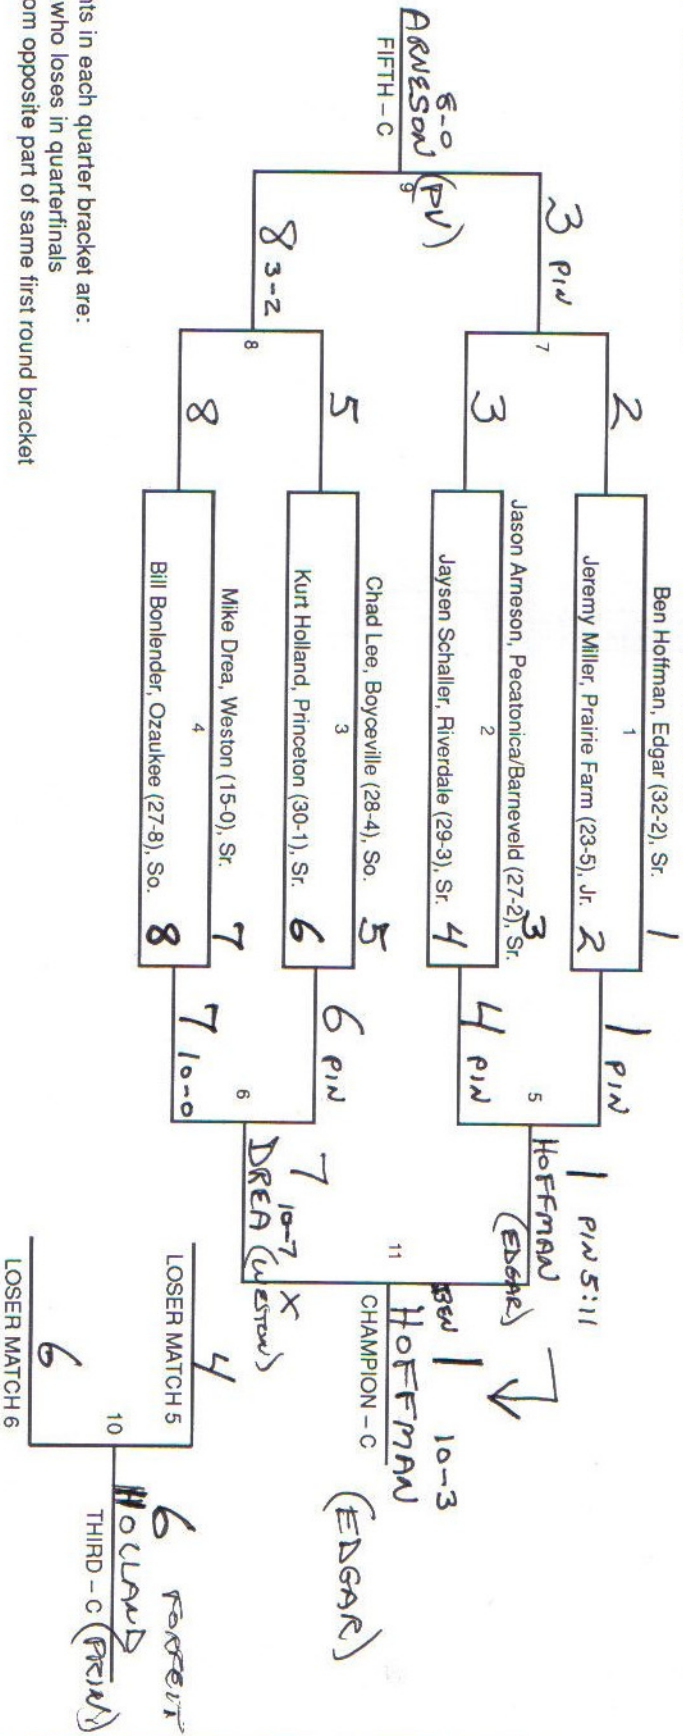 Ben Hoffman, Edgar (32-2), Sr. 1
1
Jeremy Miller, Prairie Farm (23-5), Jr. 2
Jason Arneson, Pecatonica/Barneveld (27-2), Sr. 3
2
Jaysen Schaller, Riverdale (29-3), Sr. 4
Chad Lee, Boyceville (28-4), So. 5
3
Kurt Holland, Princeton (30-1), Sr. 6
Mike Drea, Weston (15-0), Sr. 7
4
Bill Bonlender, Ozaukee (27-8), So. 8
2
3
5
8
3 PIN
7
8 3-2
8
8-0
ARNESON (PV)
9
FIFTH – C
1 PIN
4 PIN
6 PIN
7 10-0
5
1 PIN 5:11
HOFFMAN
(EDGAR)
6
7 10-7 X
DREA (WESTON)
11
BEN 1 10-3
HOFFMAN
(EDGAR)
CHAMPION – C
4
LOSER MATCH 5
6
LOSER MATCH 6
10
6 FORFEIT
HOLLAND
THIRD – C (PRIN)
nts in each quarter bracket are:
who loses in quarterfinals
om opposite part of same first round bracket